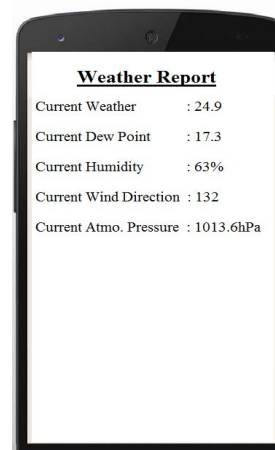 Weather Report
Current Weather : 24.9
Current Dew Point : 17.3
Current Humidity : 63%
Current Wind Direction : 132
Current Atmo. Pressure : 1013.6hPa